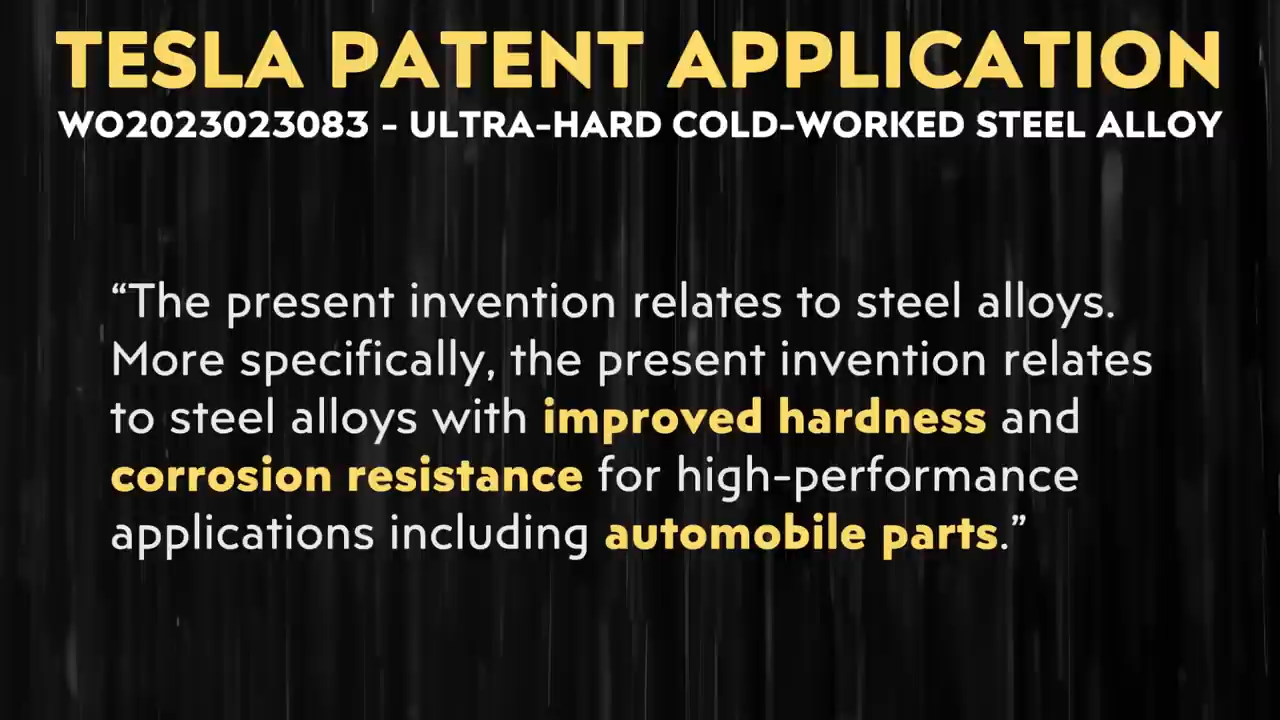 TESLA PATENT APPLICATION
WO2023023083 - ULTRA-HARD COLD-WORKED STEEL ALLOY
“The present invention relates to steel alloys.
More specifically, the present invention relates
to steel alloys with improved hardness and
corrosion resistance for high-performance
applications including automobile parts.”